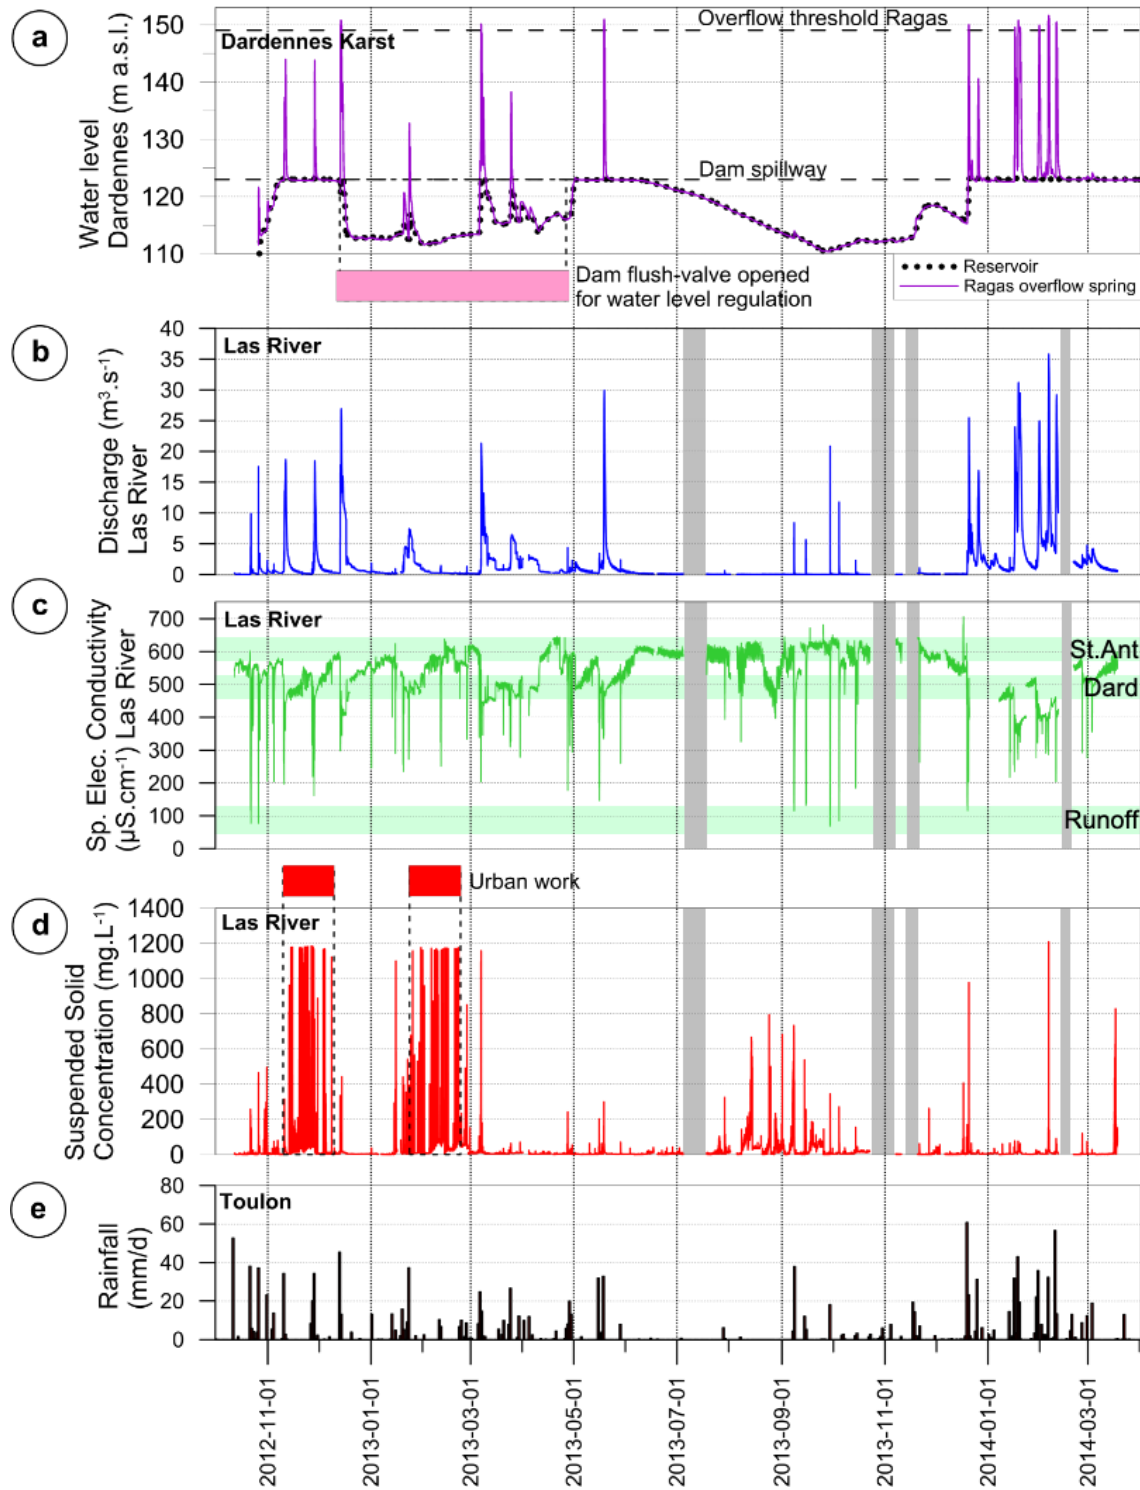 a
Water level
Dardennes (m a.s.l.)
150
140
130
120
110
Dardennes Karst
Overflow threshold Ragas
Dam spillway
Dam flush-valve opened
for water level regulation
Reservoir
Ragas overflow spring
b
Discharge (m³.s⁻¹)
Las River
40
35
30
25
20
15
10
5
0
Las River
c
Sp. Elec. Conductivity
(µS.cm⁻¹) Las River
700
600
500
400
300
200
100
0
Las River
St.Ant
Dard
Runoff
Urban work
d
Suspended Solid
Concentration (mg.L⁻¹)
1400
1200
1000
800
600
400
200
0
Las River
e
Rainfall
(mm/d)
80
60
40
20
0
Toulon
2012-11-01
2013-01-01
2013-03-01
2013-05-01
2013-07-01
2013-09-01
2013-11-01
2014-01-01
2014-03-01